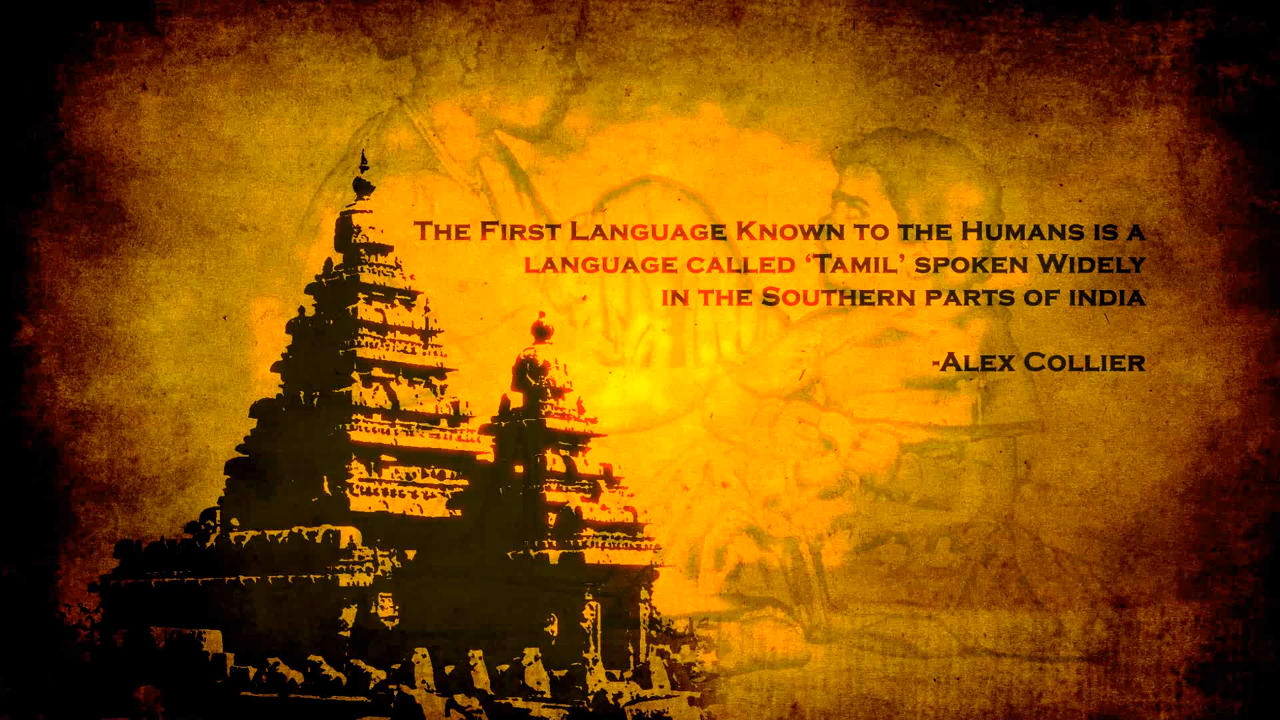 The First Language Known to the Humans is a
language called ‘Tamil’ spoken Widely
in the Southern parts of india
-Alex Collier